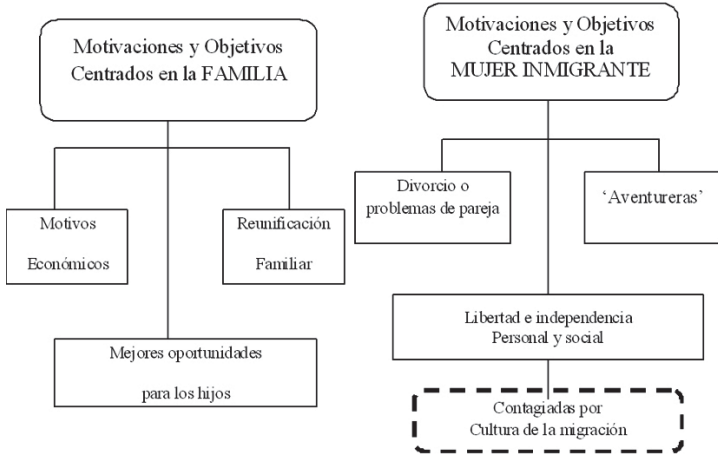 Motivaciones y Objetivos
Centrados en la FAMILIA
Motivos
Económicos
Reunificación
Familiar
Mejores oportunidades
para los hijos
Motivaciones y Objetivos
Centrados en la
MUJER INMIGRANTE
Divorcio o
problemas de pareja
‘Aventureras’
Libertad e independencia
Personal y social
Contagiadas por
Cultura de la migración